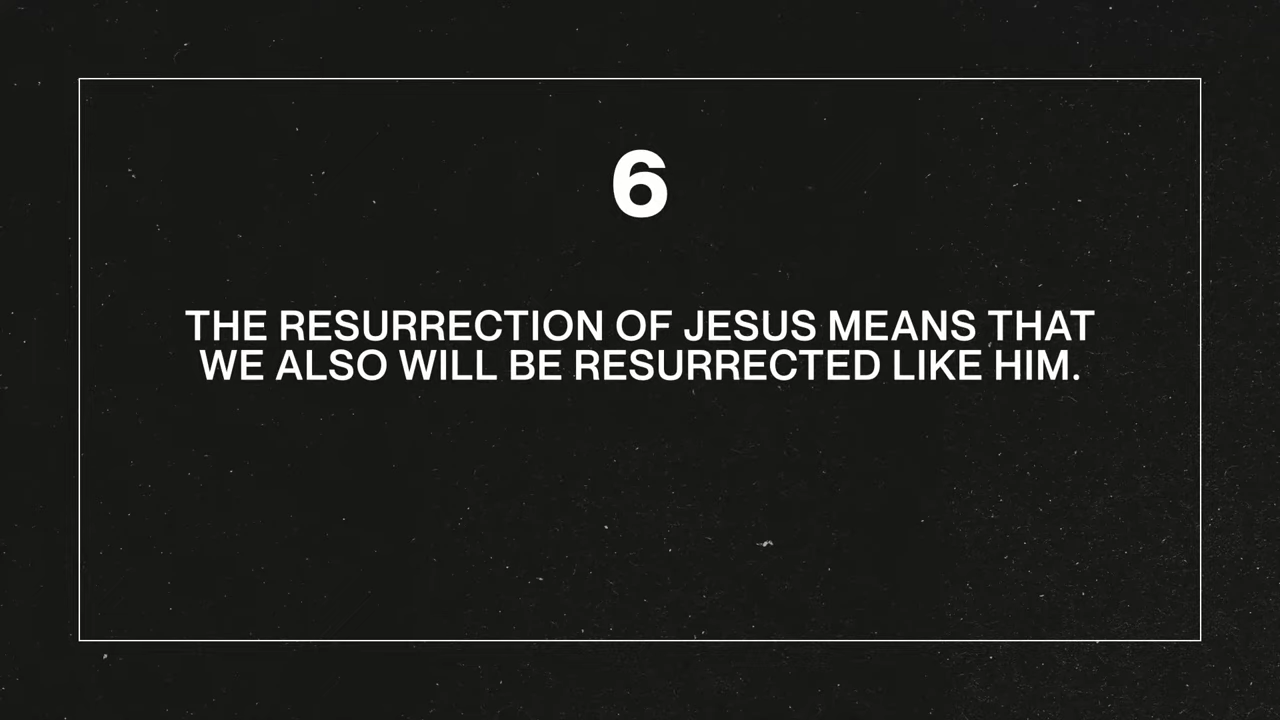 6
THE RESURRECTION OF JESUS MEANS THAT
WE ALSO WILL BE RESURRECTED LIKE HIM.